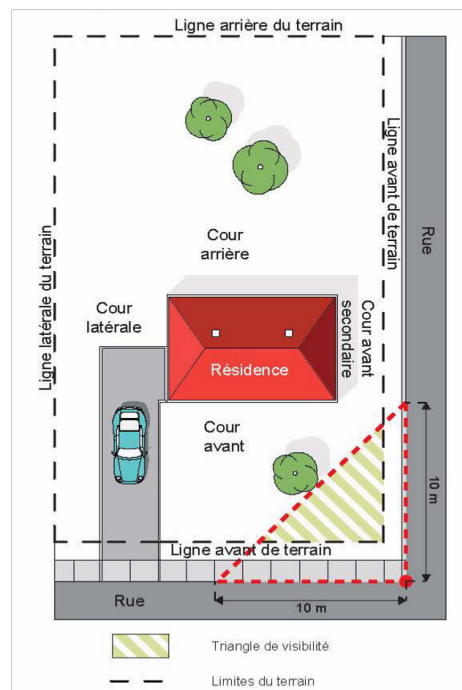 Ligne arrière du terrain
Ligne latérale du terrain
Ligne avant de terrain
Rue
Cour
arrière
Cour
latérale
Cour avant
secondaire
Résidence
Cour
avant
10 m
Ligne avant de terrain
Rue
10 m
Triangle de visibilité
Limites du terrain